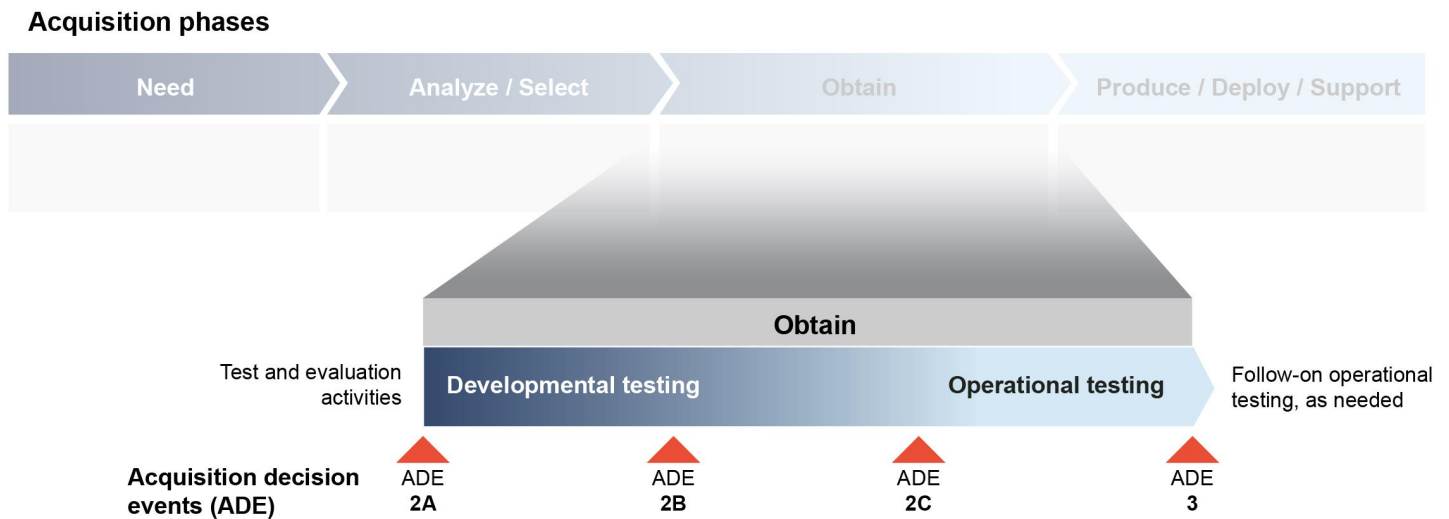 Acquisition phases
Need
Analyze / Select
Obtain
Produce / Deploy / Support
Obtain
Test and evaluation
activities
Developmental testing
Operational testing
Follow-on operational
testing, as needed
Acquisition decision
events (ADE)
ADE
2A
ADE
2B
ADE
2C
ADE
3